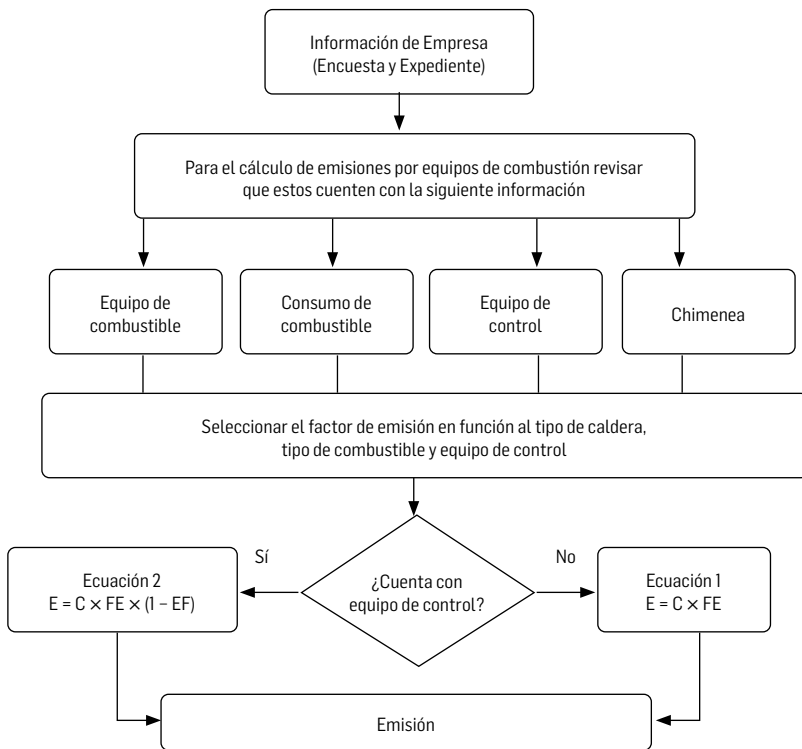 Información de Empresa
(Encuesta y Expediente)
Para el cálculo de emisiones por equipos de combustión revisar
que estos cuenten con la siguiente información
Equipo de
combustible
Consumo de
combustible
Equipo de
control
Chimenea
Seleccionar el factor de emisión en función al tipo de caldera,
tipo de combustible y equipo de control
¿Cuenta con
equipo de control?
Sí
No
Ecuación 2
E = C × FE × (1 – EF)
Ecuación 1
E = C × FE
Emisión